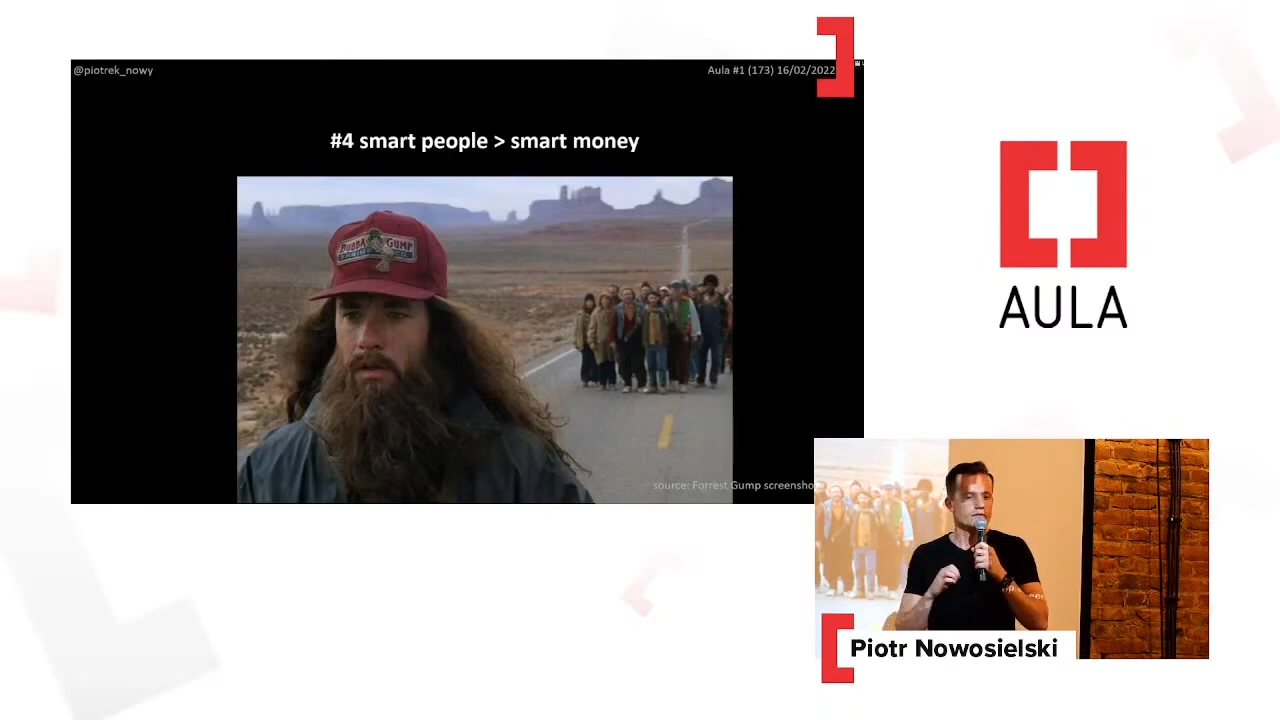 @piotrek_nowy
Aula #1 (173) 16/02/2022
#4 smart people > smart money
BUBBA GUMP
source: Forrest Gump
AULA
Piotr Nowosielski